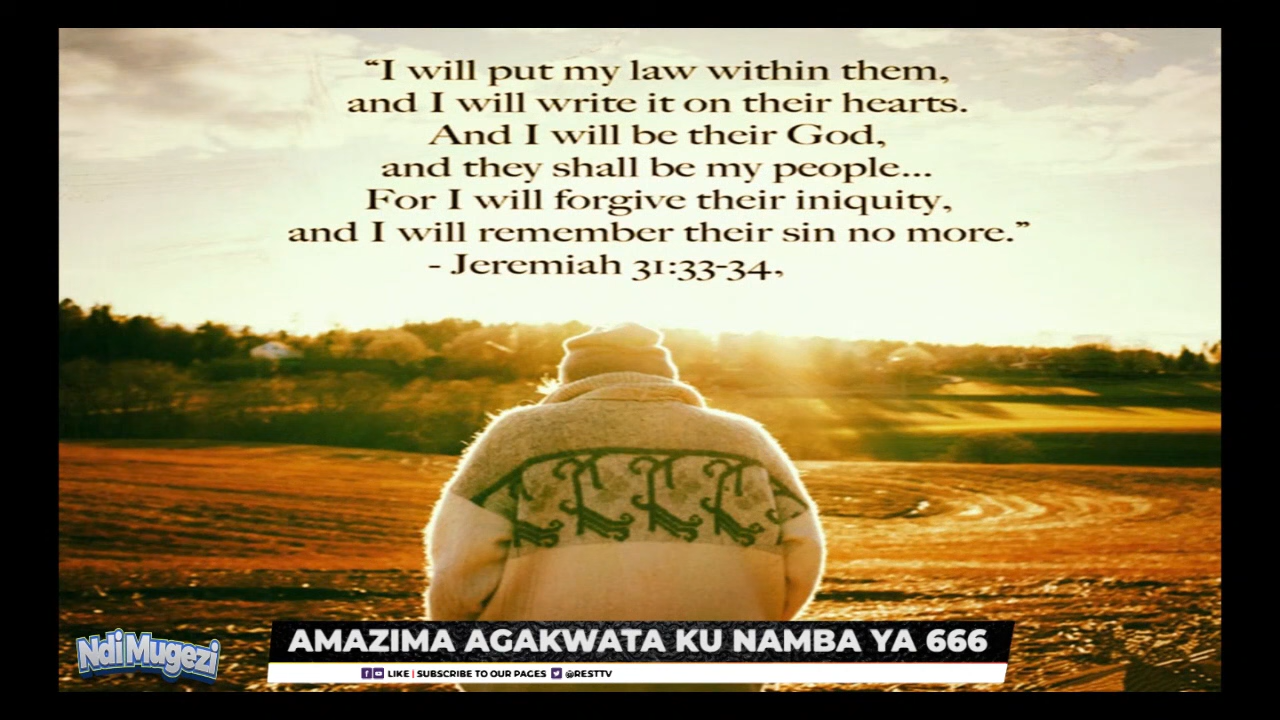 “I will put my law within them,
and I will write it on their hearts.
And I will be their God,
and they shall be my people...
For I will forgive their iniquity,
and I will remember their sin no more.”
- Jeremiah 31:33-34,
Ndi Mugezi
AMAZIMA AGAKWATA KU NAMBA YA 666
LIKE | SUBSCRIBE TO OUR PAGES @RESTTV